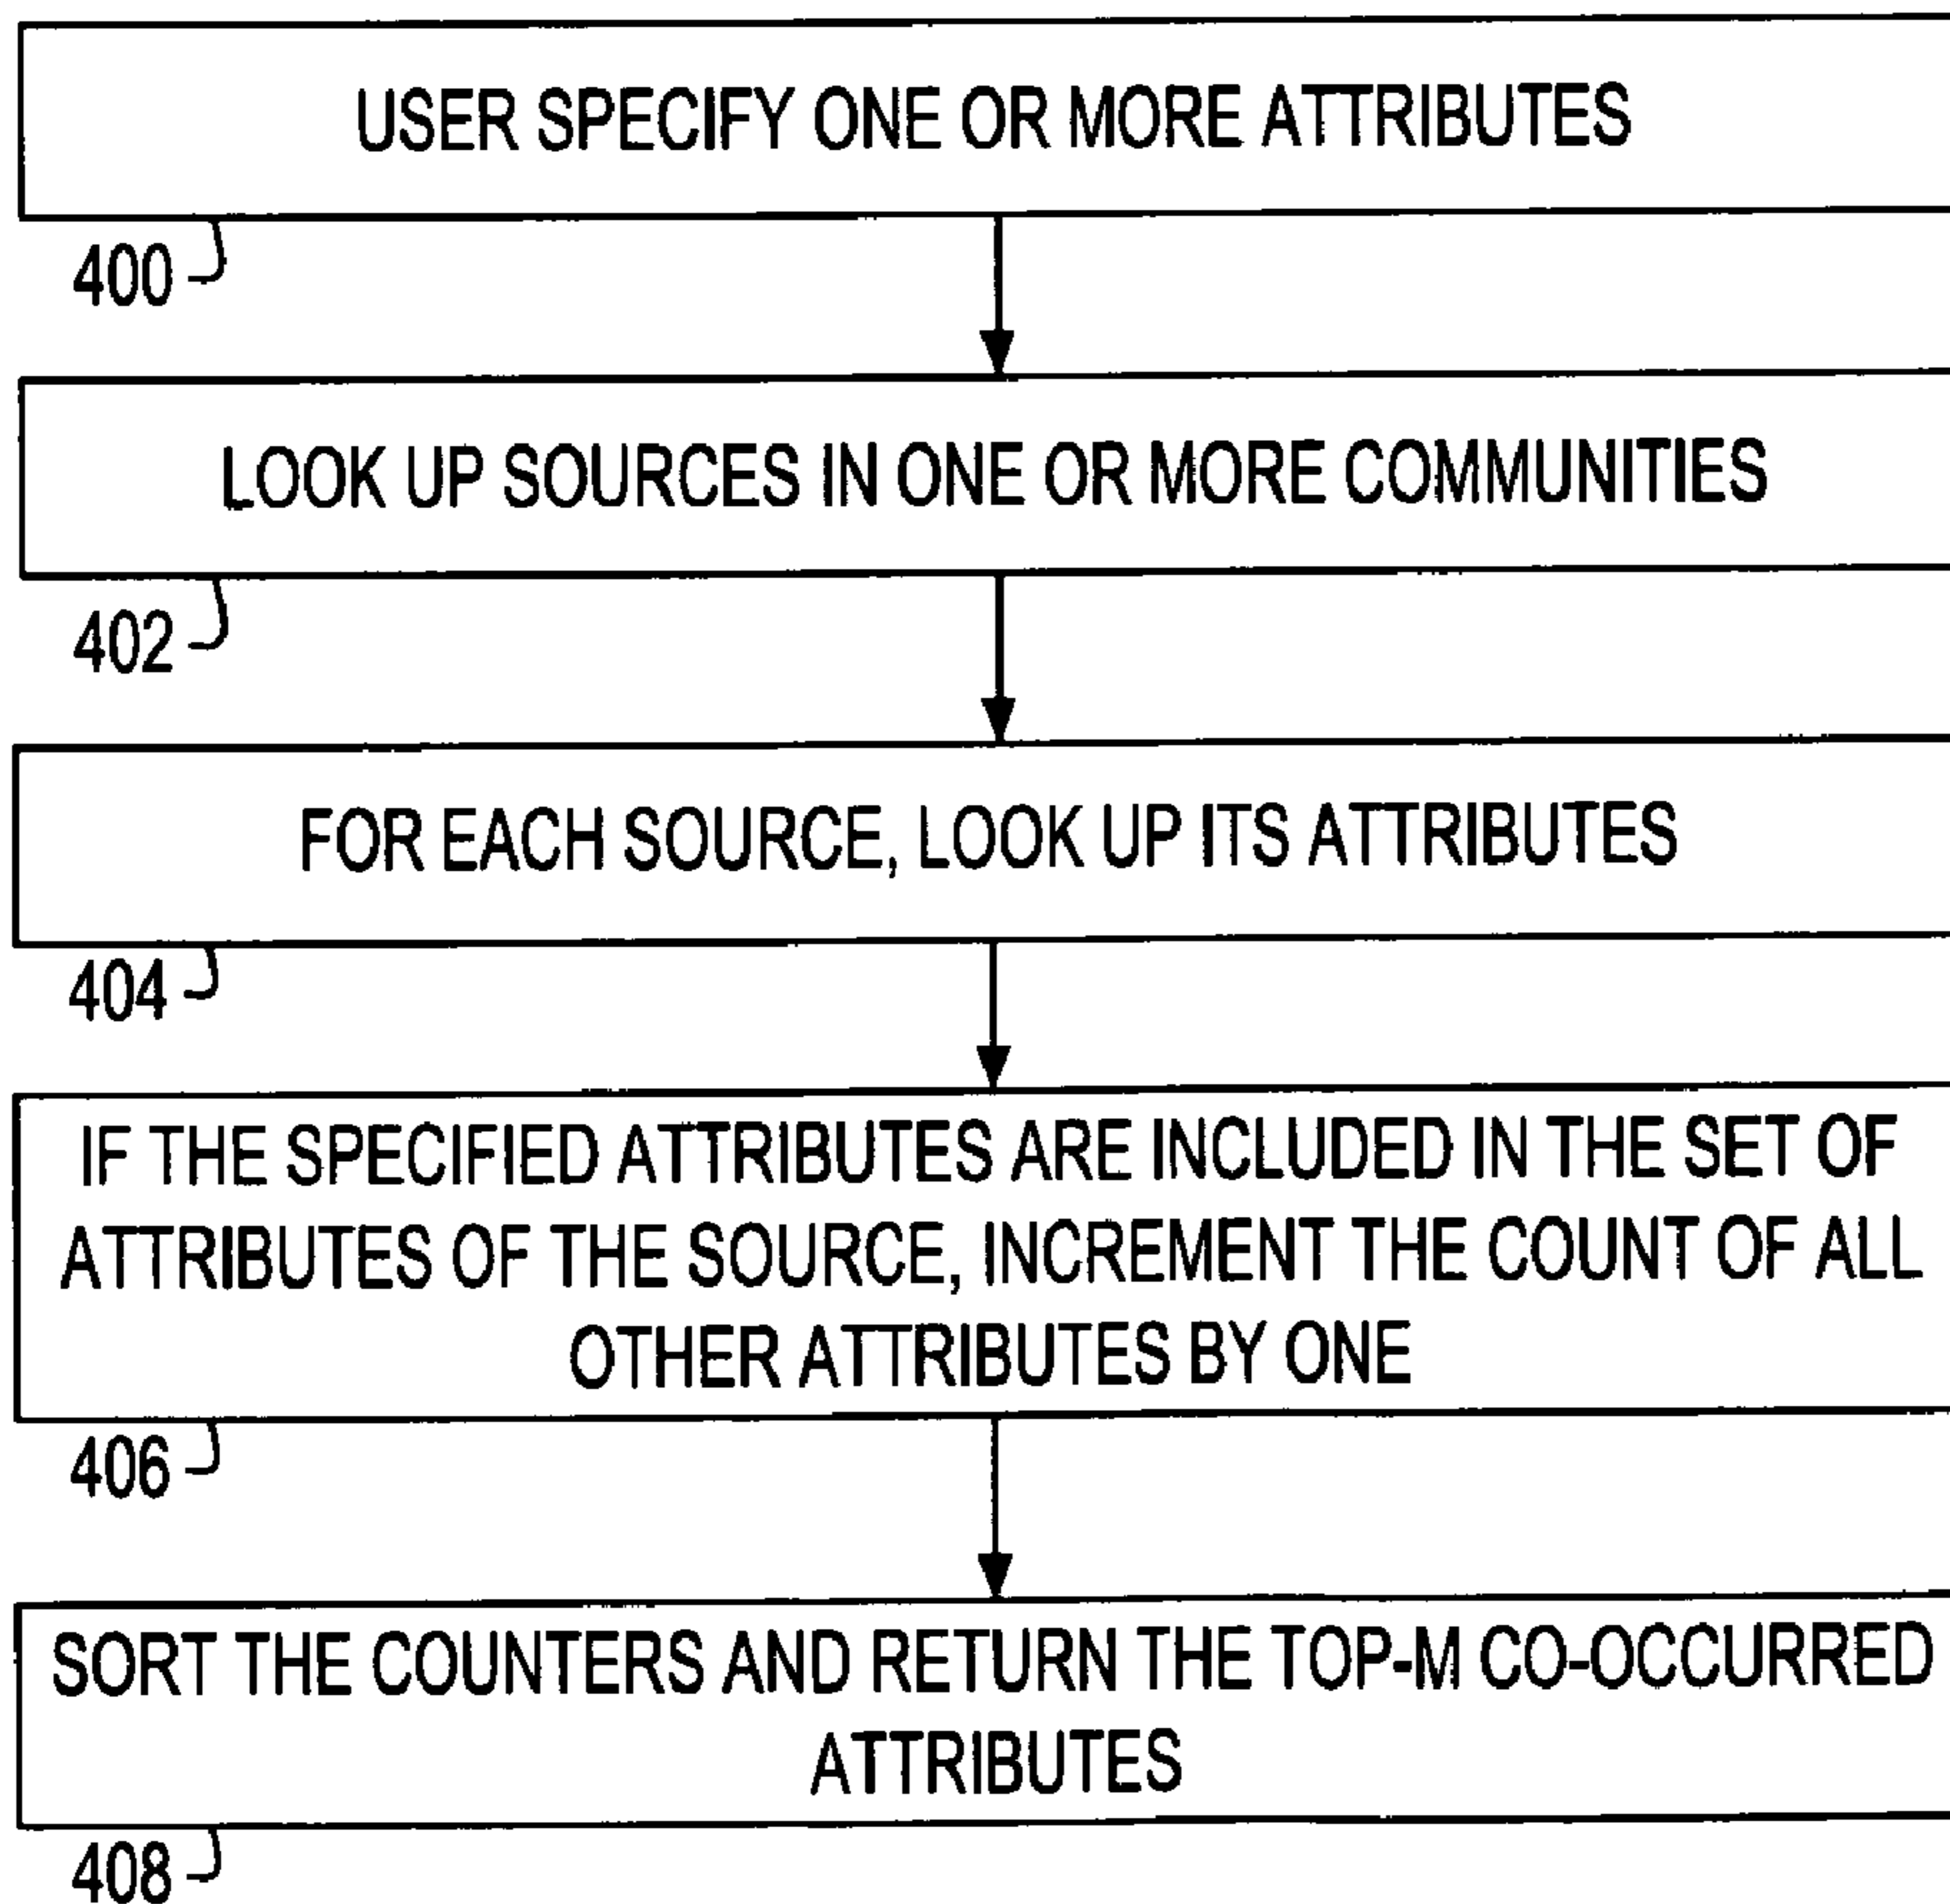 USER SPECIFY ONE OR MORE ATTRIBUTES
400
LOOK UP SOURCES IN ONE OR MORE COMMUNITIES
402
FOR EACH SOURCE, LOOK UP ITS ATTRIBUTES
404
IF THE SPECIFIED ATTRIBUTES ARE INCLUDED IN THE SET OF
ATTRIBUTES OF THE SOURCE, INCREMENT THE COUNT OF ALL
OTHER ATTRIBUTES BY ONE
406
SORT THE COUNTERS AND RETURN THE TOP-M CO-OCCURRED
ATTRIBUTES
408